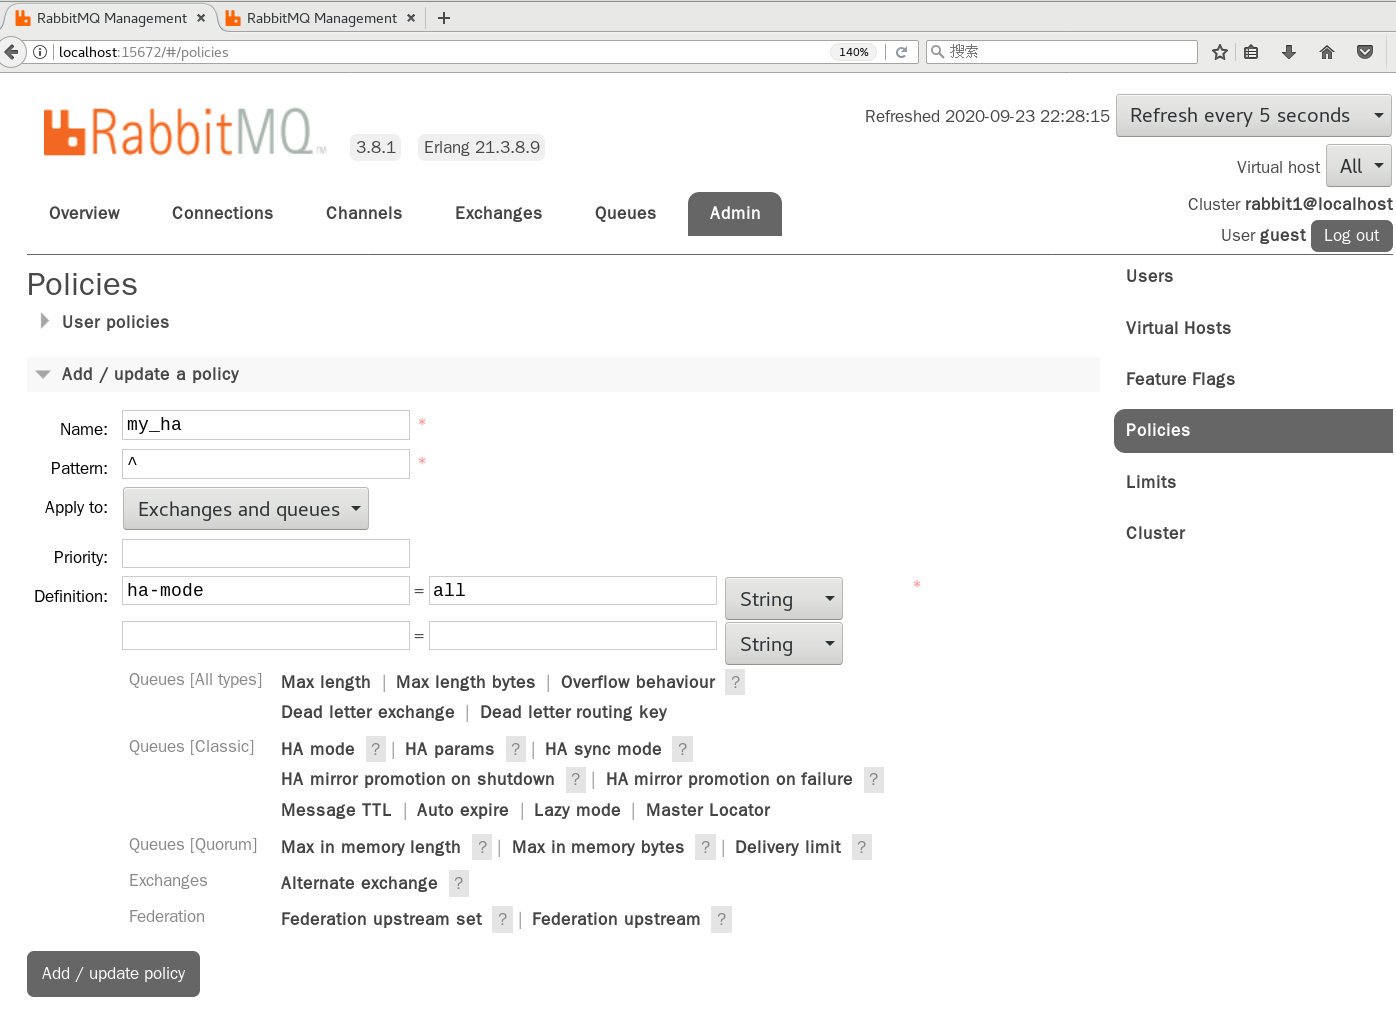 RabbitMQ Management × RabbitMQ Management × +
localhost:15672/#/policies 140% 搜索
RabbitMQ TM 3.8.1 Erlang 21.3.8.9
Refreshed 2020-09-23 22:28:15 Refresh every 5 seconds
Virtual host All
Cluster rabbit1@localhost
User guest Log out
Overview Connections Channels Exchanges Queues Admin
Policies
User policies
Add / update a policy
Name: my_ha *
Pattern: ^ *
Apply to: Exchanges and queues
Priority:
Definition: ha-mode = all String *
= String
Queues [All types] Max length | Max length bytes | Overflow behaviour ?
Dead letter exchange | Dead letter routing key
Queues [Classic] HA mode ? | HA params ? | HA sync mode ?
HA mirror promotion on shutdown ? | HA mirror promotion on failure ?
Message TTL | Auto expire | Lazy mode | Master Locator
Queues [Quorum] Max in memory length ? | Max in memory bytes ? | Delivery limit ?
Exchanges Alternate exchange ?
Federation Federation upstream set ? | Federation upstream ?
Add / update policy
Users
Virtual Hosts
Feature Flags
Policies
Limits
Cluster